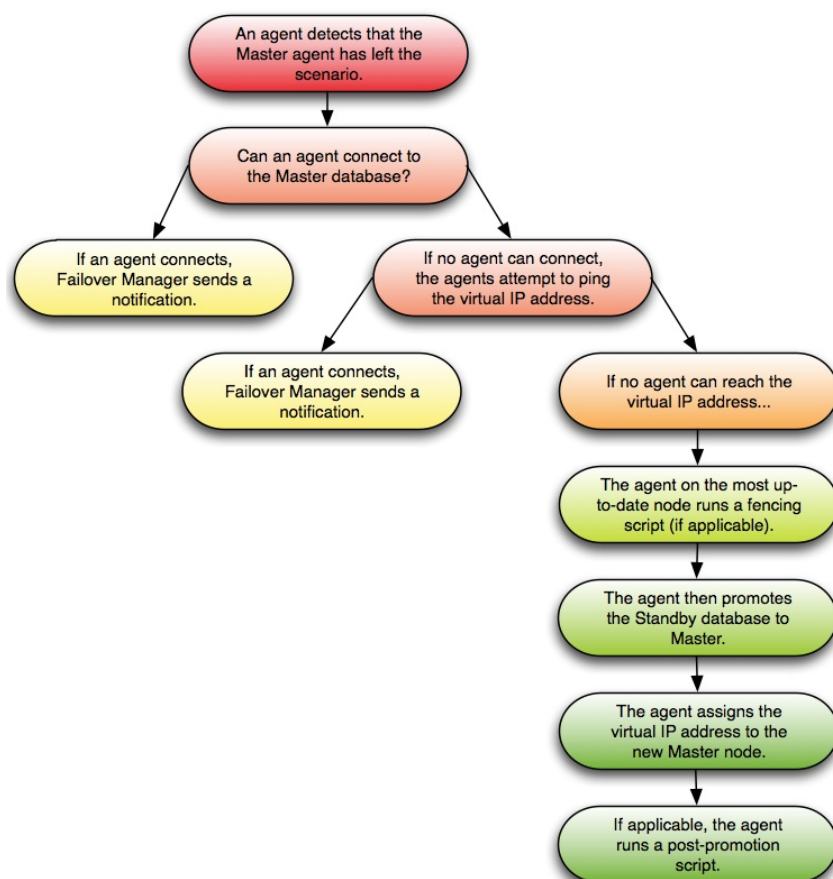 An agent detects that the
Master agent has left the
scenario.
Can an agent connect to
the Master database?
If an agent connects,
Failover Manager sends a
notification.
If no agent can connect,
the agents attempt to ping
the virtual IP address.
If an agent connects,
Failover Manager sends a
notification.
If no agent can reach the
virtual IP address...
The agent on the most up-
to-date node runs a fencing
script (if applicable).
The agent then promotes
the Standby database to
Master.
The agent assigns the
virtual IP address to the
new Master node.
If applicable, the agent
runs a post-promotion
script.